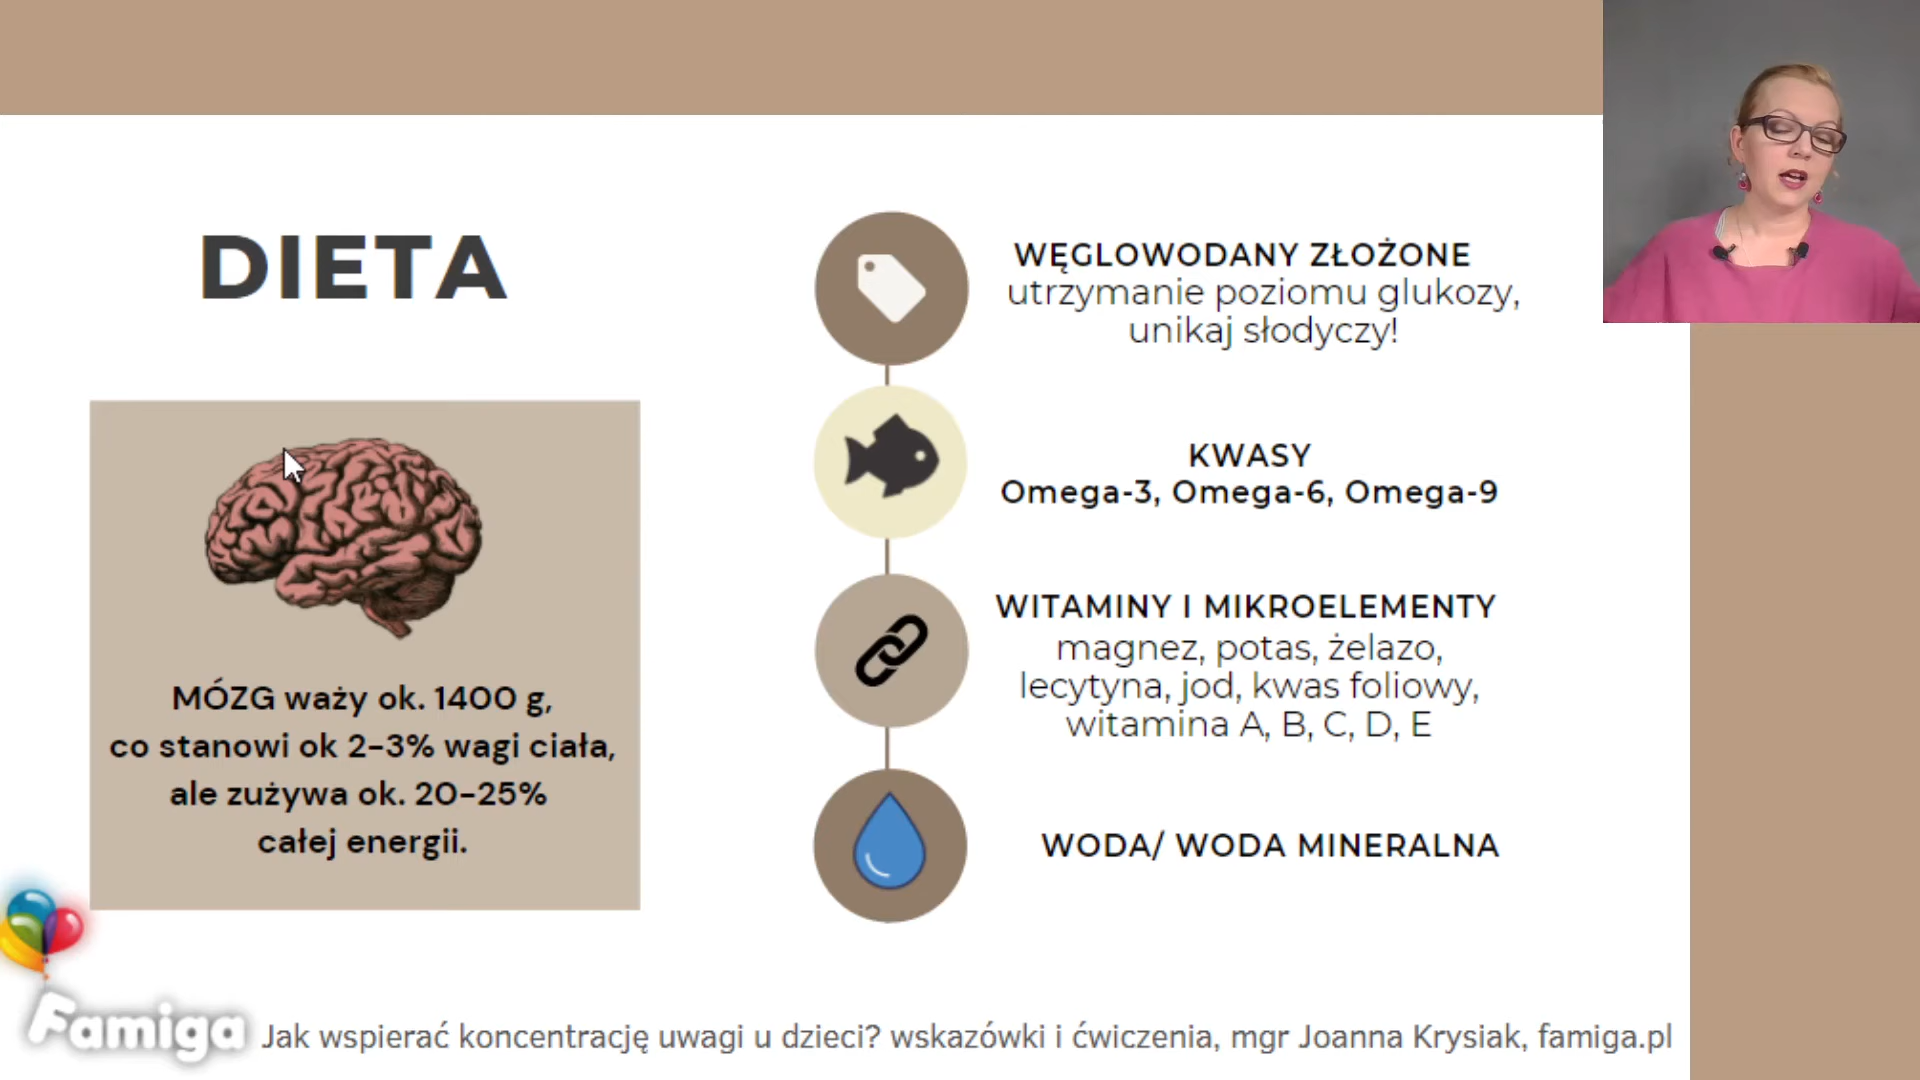 DIETA
MÓZG waży ok. 1400 g,
co stanowi ok 2-3% wagi ciała,
ale zużywa ok. 20-25%
całej energii.
WĘGLOWODANY ZŁOŻONE
utrzymanie poziomu glukozy,
unikaj słodyczy!
KWASY
Omega-3, Omega-6, Omega-9
WITAMINY I MIKROELEMENTY
magnez, potas, żelazo,
lecytyna, jod, kwas foliowy,
witamina A, B, C, D, E
WODA/ WODA MINERALNA
Famiga
Jak wspierać koncentrację uwagi u dzieci? wskazówki i ćwiczenia, mgr Joanna Krysiak, famiga.pl